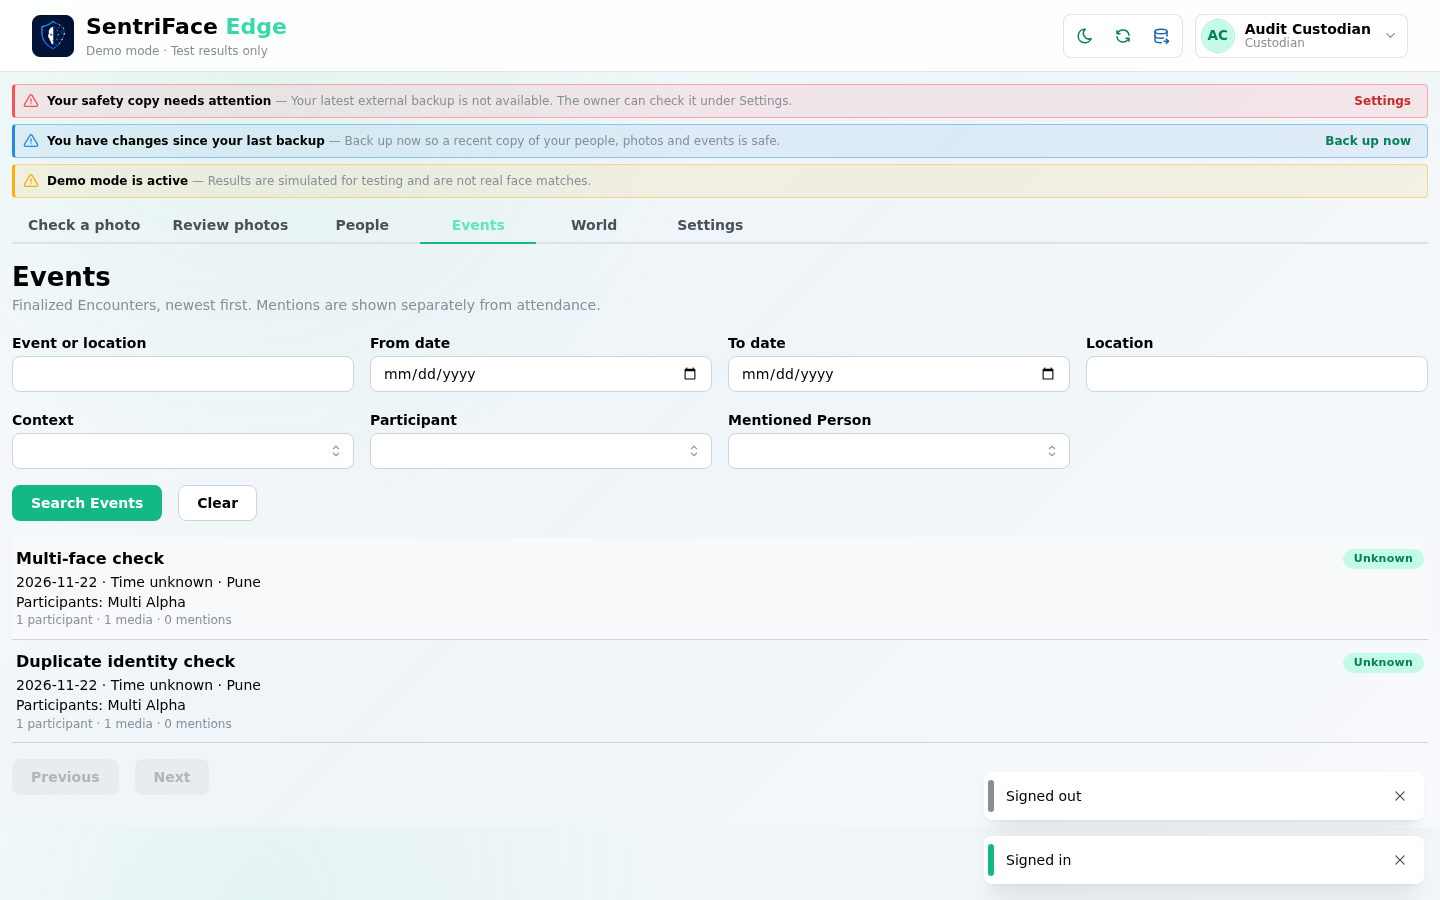 SentriFace Edge
Demo mode · Test results only
AC
Audit Custodian
Custodian
Your safety copy needs attention — Your latest external backup is not available. The owner can check it under Settings.
Settings
You have changes since your last backup — Back up now so a recent copy of your people, photos and events is safe.
Back up now
Demo mode is active — Results are simulated for testing and are not real face matches.
Check a photo
Review photos
People
Events
World
Settings
Events
Finalized Encounters, newest first. Mentions are shown separately from attendance.
Event or location
From date
To date
Location
mm/dd/yyyy
mm/dd/yyyy
Context
Participant
Mentioned Person
Search Events
Clear
Multi-face check
Unknown
2026-11-22 · Time unknown · Pune
Participants: Multi Alpha
1 participant · 1 media · 0 mentions
Duplicate identity check
Unknown
2026-11-22 · Time unknown · Pune
Participants: Multi Alpha
1 participant · 1 media · 0 mentions
Previous
Next
Signed out
Signed in